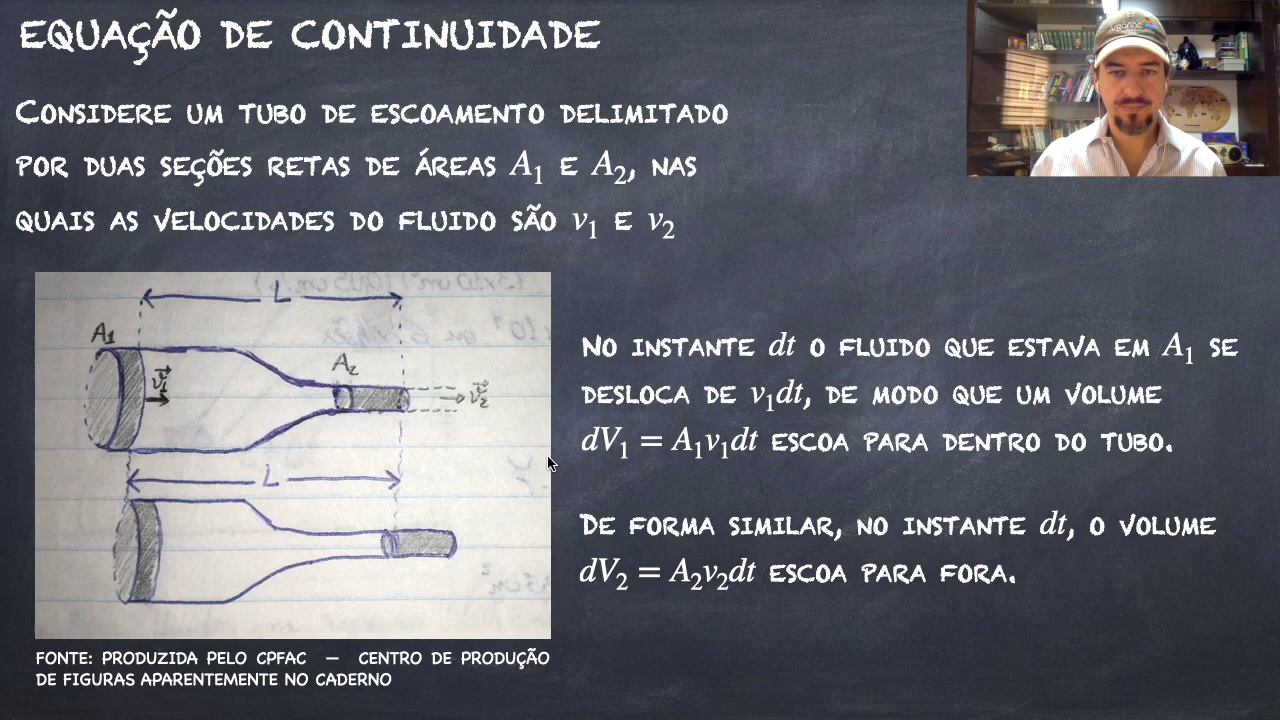 EQUAÇÃO DE CONTINUIDADE
CONSIDERE UM TUBO DE ESCOAMENTO DELIMITADO
POR DUAS SEÇÕES RETAS DE ÁREAS A₁ E A₂, NAS
QUAIS AS VELOCIDADES DO FLUIDO SÃO v₁ E v₂
L
A₁
v⃗₁
A₂
v⃗₂
L
NO INSTANTE dt O FLUIDO QUE ESTAVA EM A₁ SE
DESLOCA DE v₁dt, DE MODO QUE UM VOLUME
dV₁ = A₁v₁dt ESCOA PARA DENTRO DO TUBO.
DE FORMA SIMILAR, NO INSTANTE dt, O VOLUME
dV₂ = A₂v₂dt ESCOA PARA FORA.
FONTE: PRODUZIDA PELO CPFAC — CENTRO DE PRODUÇÃO
DE FIGURAS APARENTEMENTE NO CADERNO